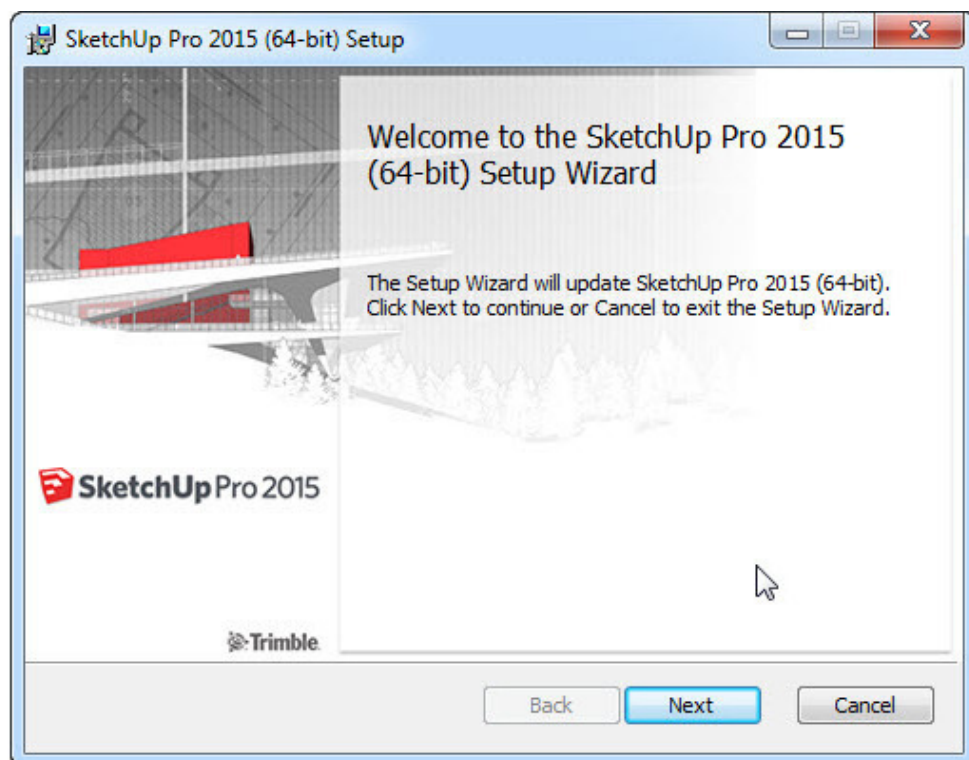 SketchUp Pro 2015 (64-bit) Setup
Welcome to the SketchUp Pro 2015
(64-bit) Setup Wizard
The Setup Wizard will update SketchUp Pro 2015 (64-bit).
Click Next to continue or Cancel to exit the Setup Wizard.
SketchUp Pro 2015
Trimble.
Back
Next
Cancel